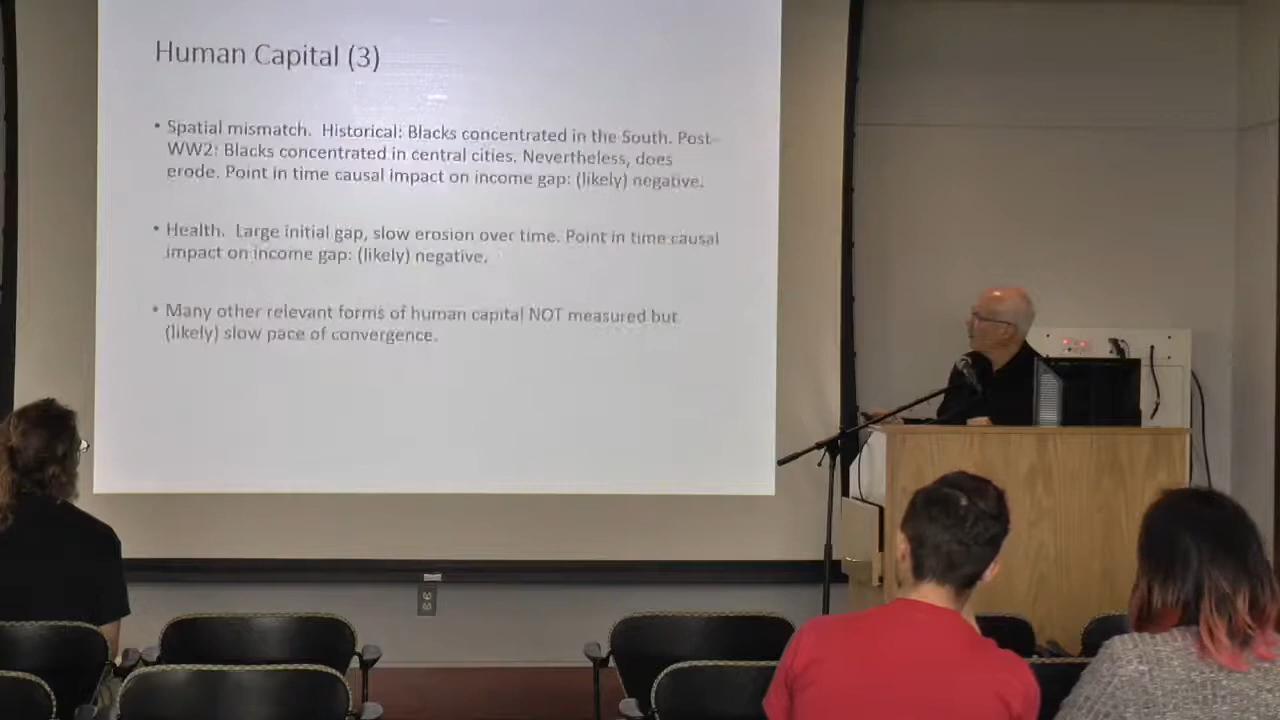 Human Capital (3)
• Spatial mismatch. Historical: Blacks concentrated in the South. Post-
WW2: Blacks concentrated in central cities. Nevertheless, does
erode. Point in time causal impact on income gap: (likely) negative.
• Health. Large initial gap, slow erosion over time. Point in time causal
impact on income gap: (likely) negative.
• Many other relevant forms of human capital NOT measured but
(likely) slow pace of convergence.